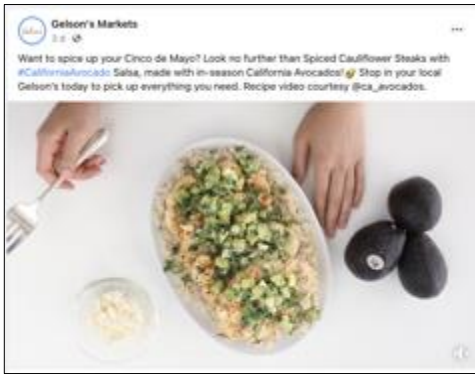 Gelson's Markets
3 d ·
Want to spice up your Cinco de Mayo? Look no further than Spiced Cauliflower Steaks with
#CaliforniaAvocado Salsa, made with in-season California Avocados!🥑 Stop in your local
Gelson's today to pick up everything you need. Recipe video courtesy @ca_avocados.